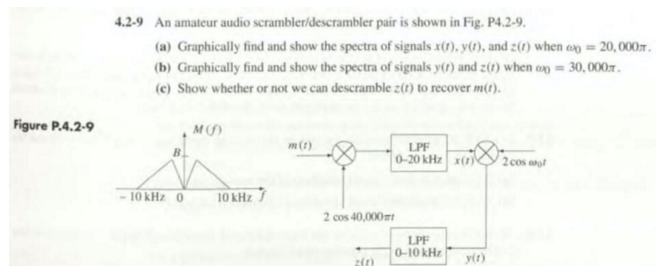 4.2-9 An amateur audio scrambler/descrambler pair is shown in Fig. P4.2-9.
(a) Graphically find and show the spectra of signals x(t), y(t), and z(t) when ω₀ = 20,000π.
(b) Graphically find and show the spectra of signals y(t) and z(t) when ω₀ = 30,000π.
(c) Show whether or not we can descramble z(t) to recover m(t).
Figure P.4.2-9
M(f)
B
- 10 kHz 0 10 kHz f
m(t)
LPF
0–20 kHz
x(t)
2 cos ω₀t
2 cos 40,000πt
LPF
0–10 kHz
z(t)
y(t)